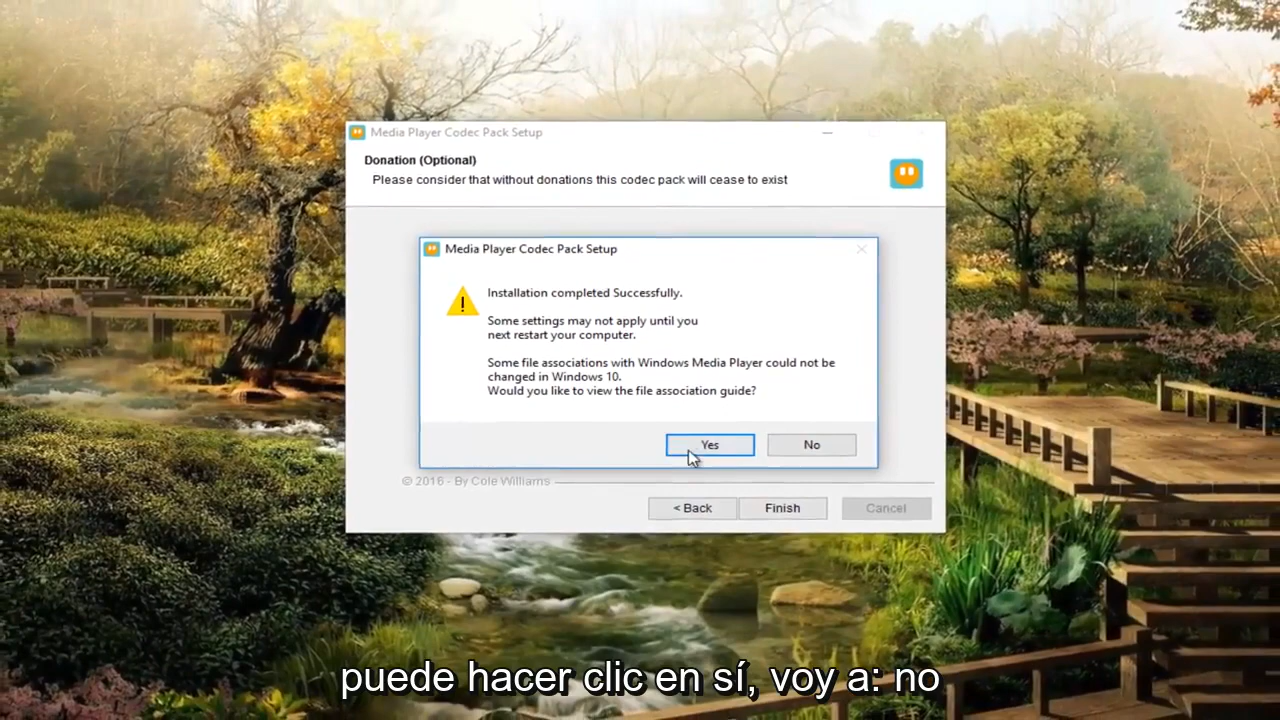 Media Player Codec Pack Setup
Donation (Optional)
Please consider that without donations this codec pack will cease to exist
Media Player Codec Pack Setup
Installation completed Successfully.
Some settings may not apply until you
next restart your computer.
Some file associations with Windows Media Player could not be
changed in Windows 10.
Would you like to view the file association guide?
Yes No
© 2016 - By Cole Williams
< Back Finish Cancel
puede hacer clic en sí, voy a: no